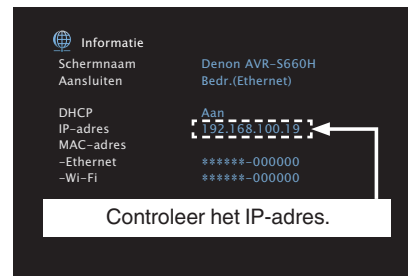 Informatie
Schermnaam Denon AVR-S660H
Aansluiten Bedr.(Ethernet)
DHCP Aan
IP-adres 192.168.100.19
MAC-adres
-Ethernet ******-000000
-Wi-Fi ******-000000
Controleer het IP-adres.